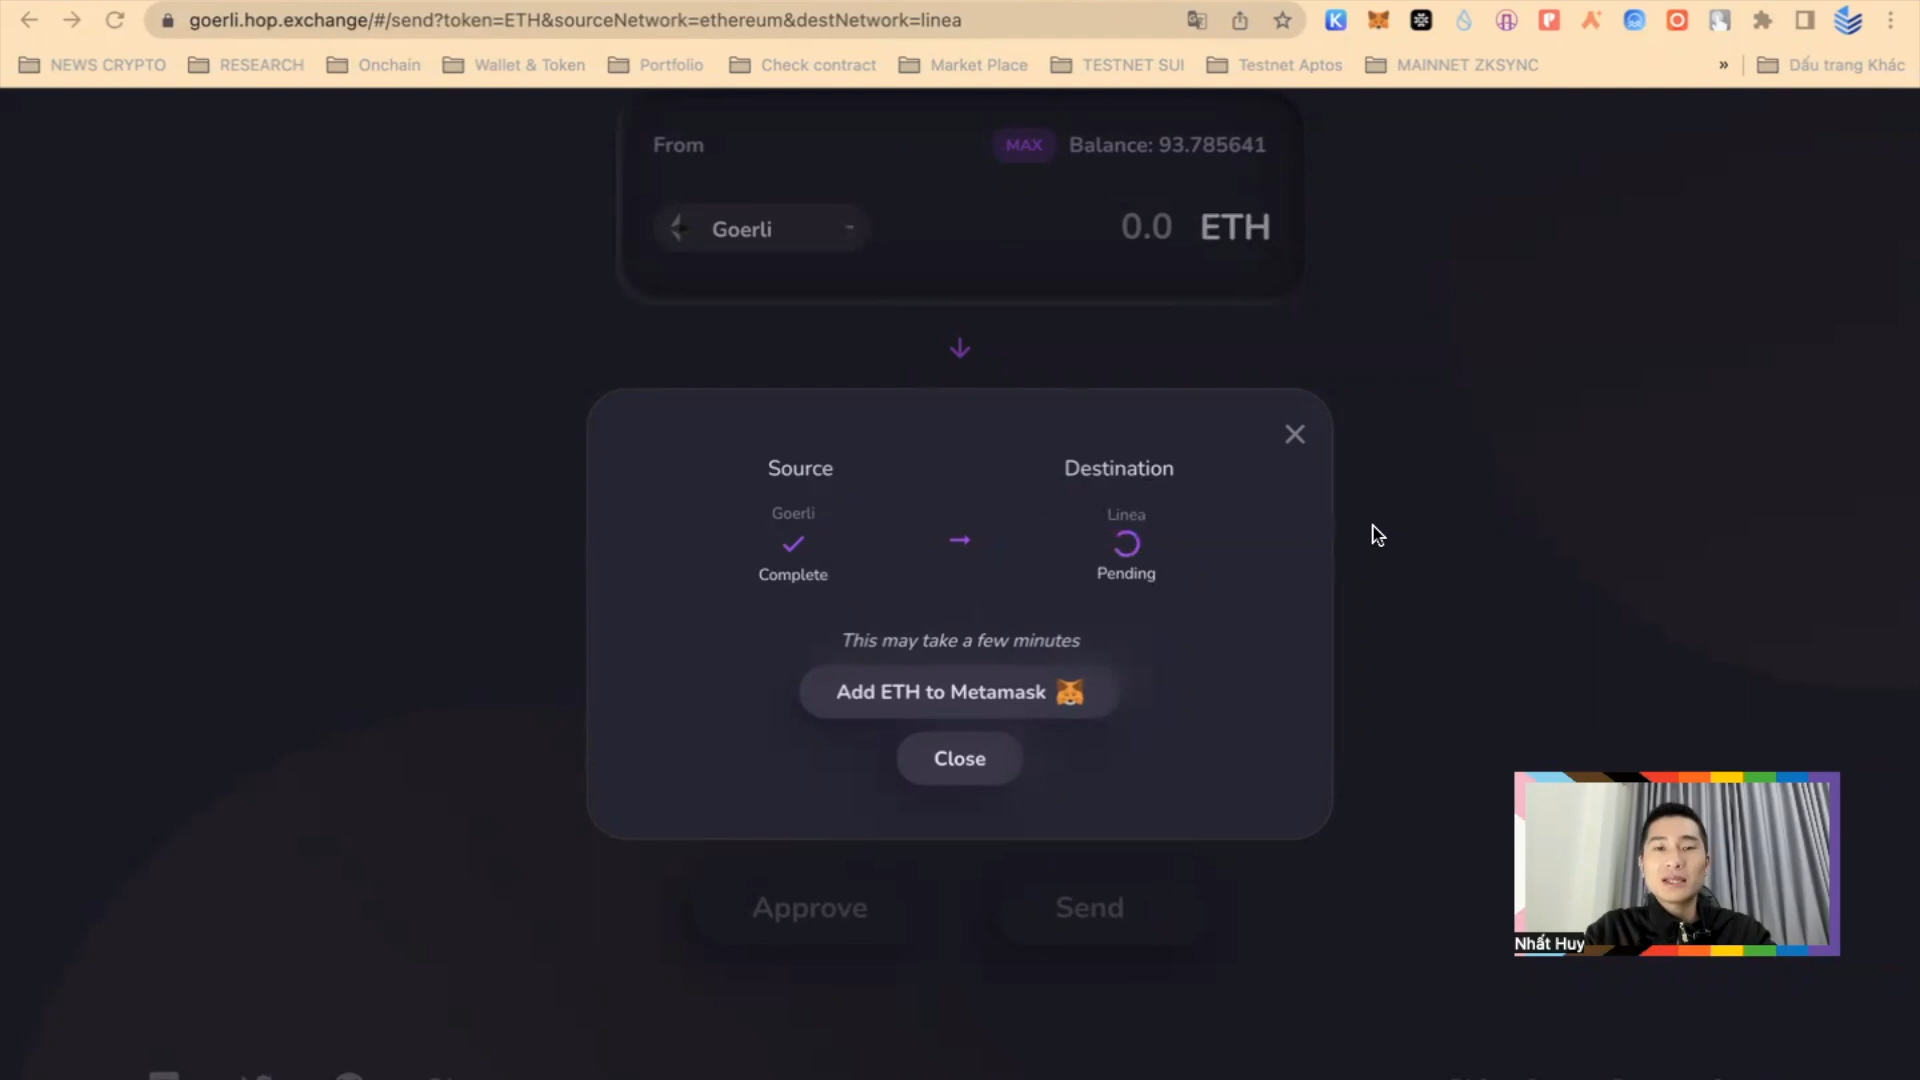 goerli.hop.exchange/#/send?token=ETH&sourceNetwork=ethereum&destNetwork=linea
NEWS CRYPTO RESEARCH Onchain Wallet & Token Portfolio Check contract Market Place TESTNET SUI Testnet Aptos MAINNET ZKSYNC » Dấu trang Khác
From MAX Balance: 93.785641
Goerli 0.0 ETH
Source Destination
Goerli Linea
Complete Pending
This may take a few minutes
Add ETH to Metamask
Close
Approve Send
Nhất Huy